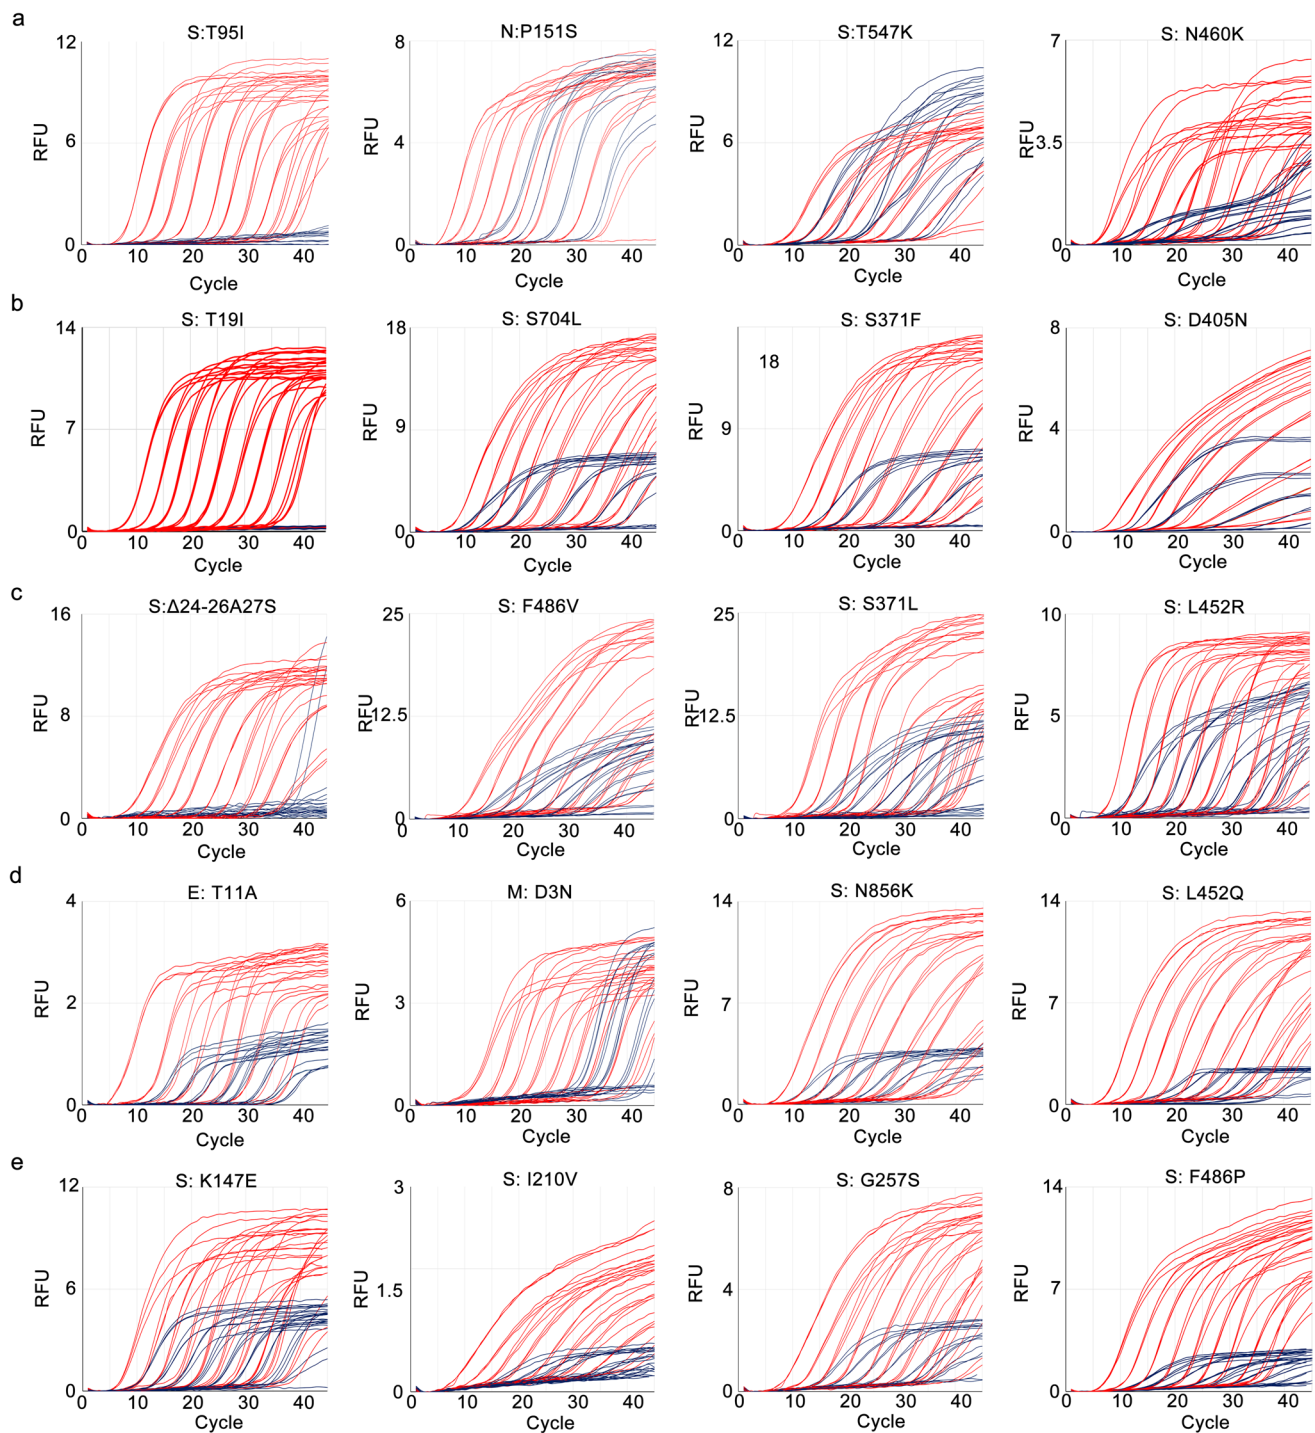 a
S:T95I
N:P151S
S:T547K
S: N460K
12
8
12
7
RFU
RFU
RFU
RFU
6
4
6
3.5
0
0
0
0
10 20 30 40
0 10 20 30 40
0 10 20 30 40
0 10 20 30 40
Cycle
Cycle
Cycle
Cycle
b
S: T19I
S: S704L
S: S371F
S: D405N
14
18
18
8
RFU
RFU
RFU
RFU
7
9
9
4
0
0
0
0
0 10 20 30 40
0 10 20 30 40
0 10 20 30 40
0 10 20 30 40
Cycle
Cycle
Cycle
Cycle
c
S:Δ24-26A27S
S: F486V
S: S371L
S: L452R
16
25
25
10
RFU
RFU
RFU
RFU
8
12.5
12.5
5
0
0
0
0
10 20 30 40
0 10 20 30 40
0 10 20 30 40
0 10 20 30 40
Cycle
Cycle
Cycle
Cycle
d
E: T11A
M: D3N
S: N856K
S: L452Q
4
6
14
14
RFU
RFU
RFU
RFU
2
3
7
7
0
0
0
0
0 10 20 30 40
0 10 20 30 40
0 10 20 30 40
0 10 20 30 40
Cycle
Cycle
Cycle
Cycle
e
S: K147E
S: I210V
S: G257S
S: F486P
12
3
8
14
RFU
RFU
RFU
RFU
6
1.5
4
7
0
0
0
0
0 10 20 30 40
0 10 20 30 40
0 10 20 30 40
0 10 20 30 40
Cycle
Cycle
Cycle
Cycle